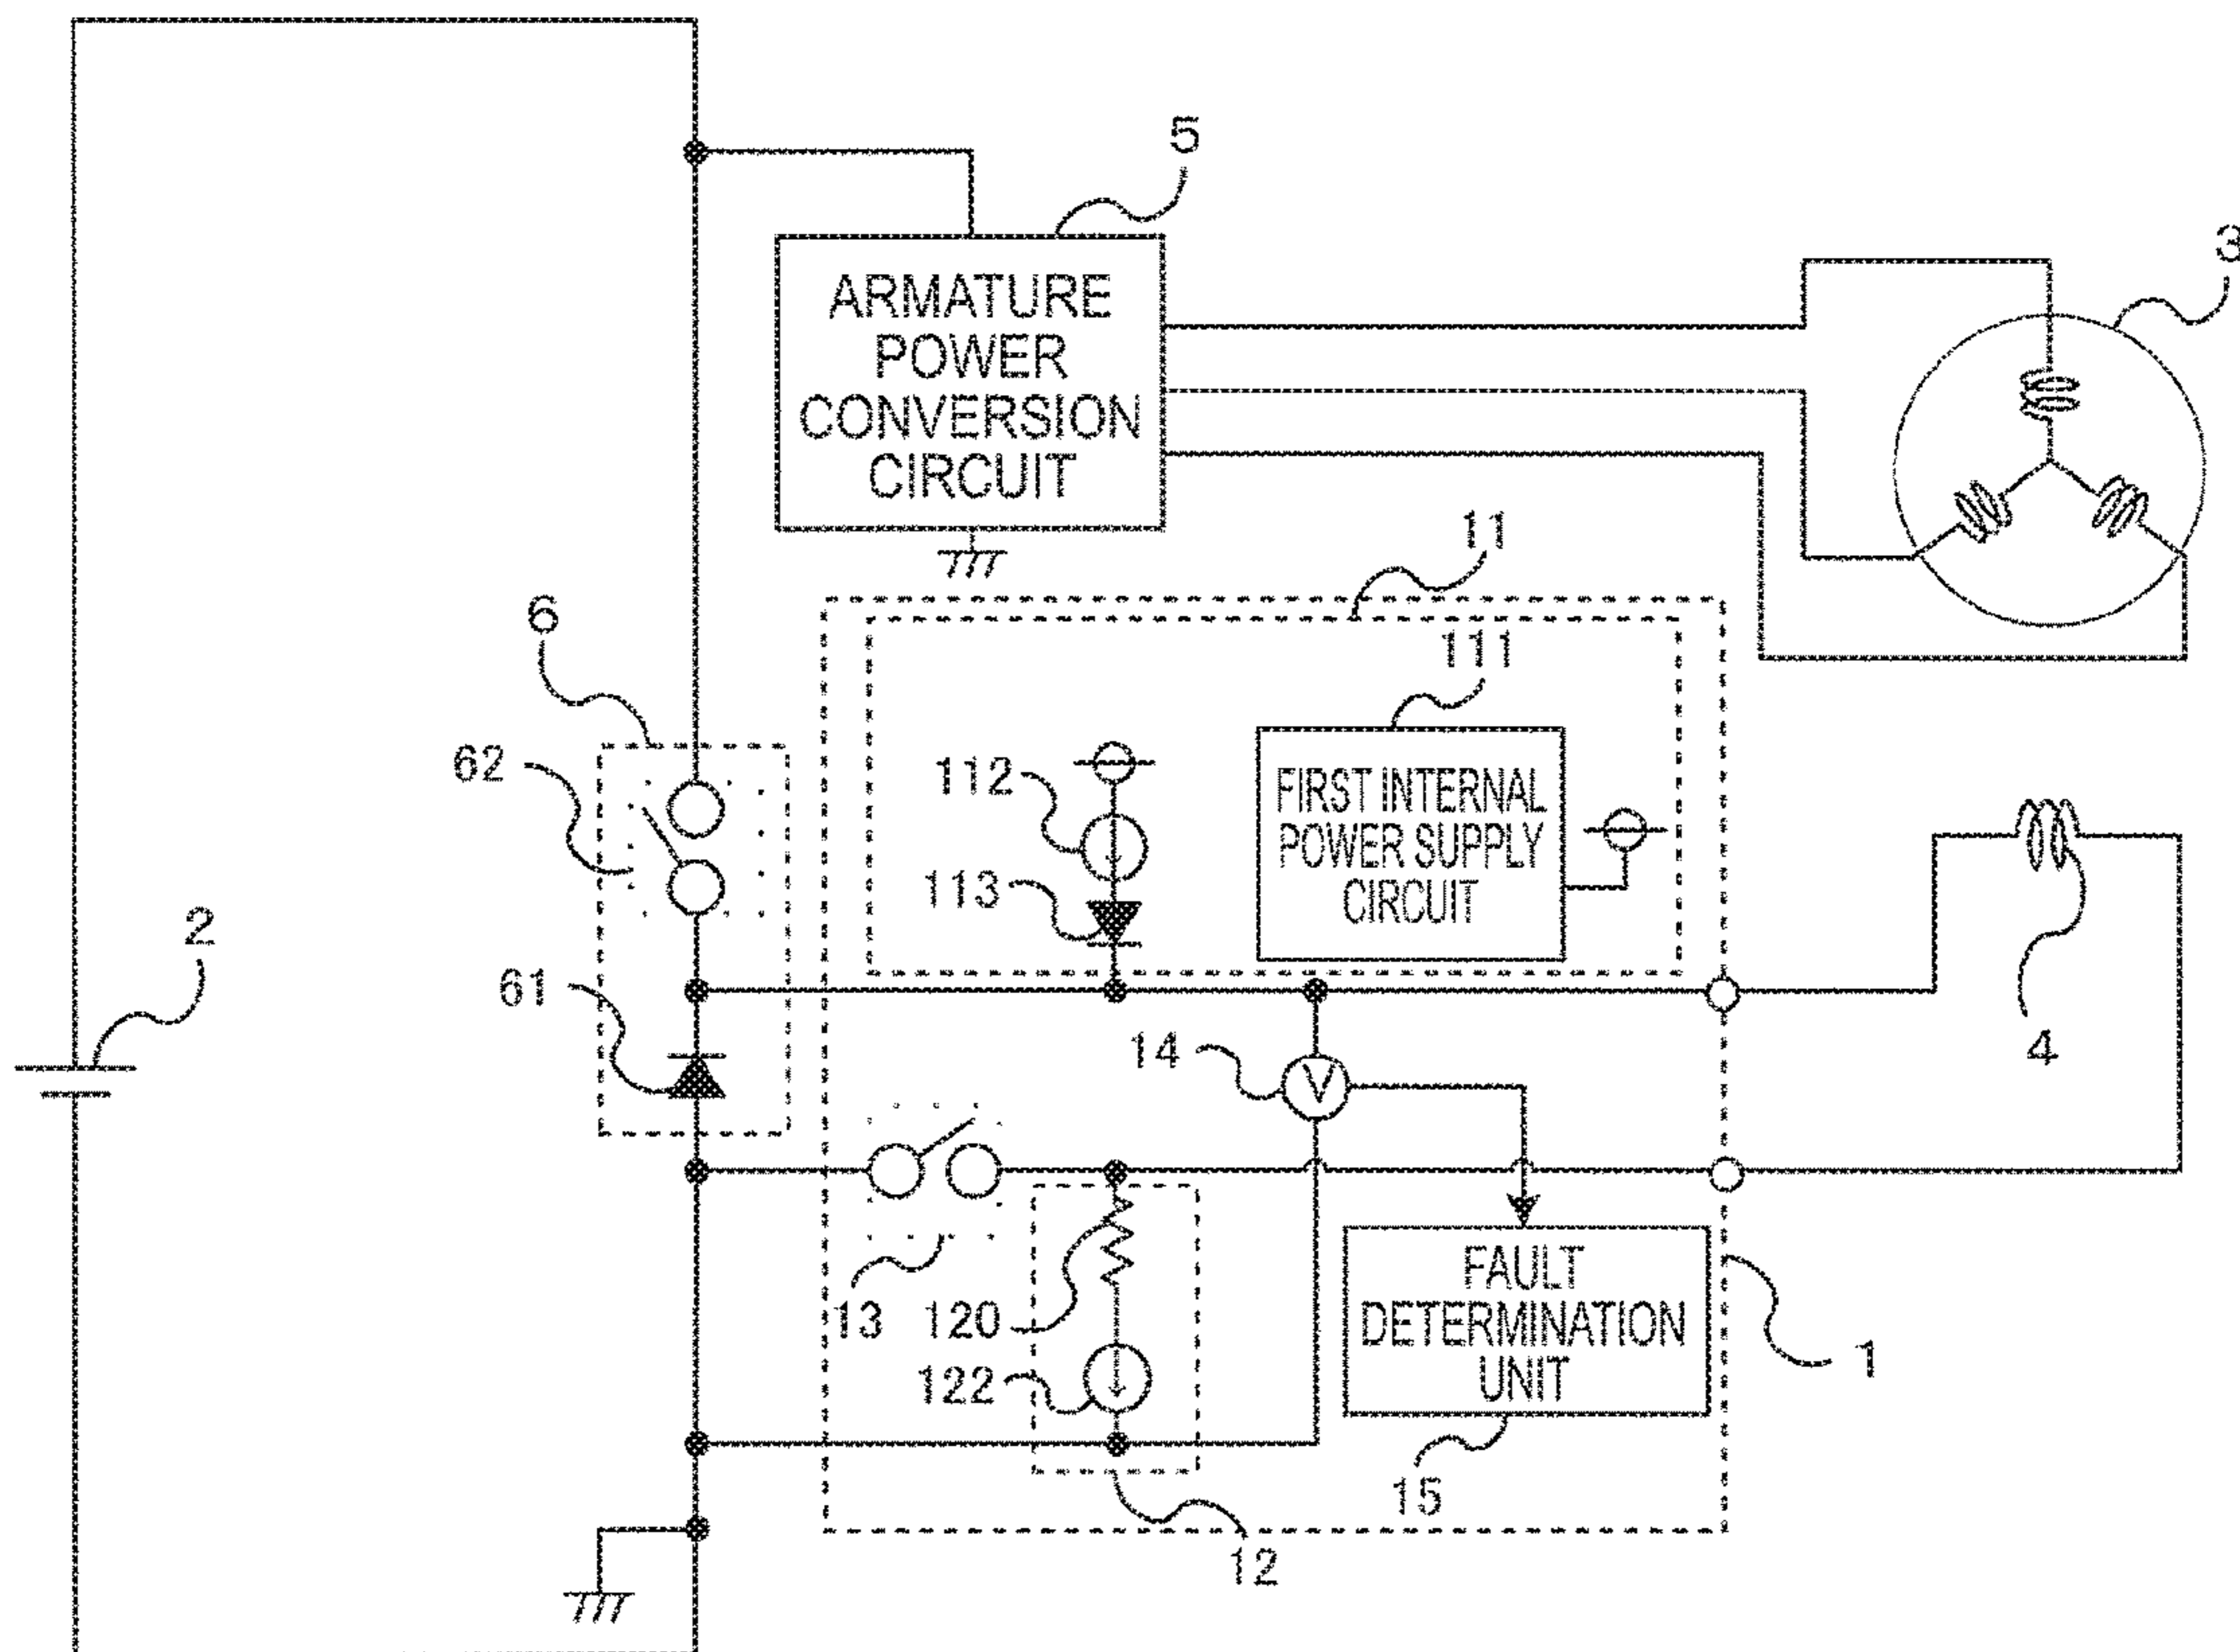 5
ARMATURE
POWER
CONVERSION
CIRCUIT
3
11
6
111
62
112
FIRST INTERNAL
POWER SUPPLY
CIRCUIT
113
2
61
14
V
4
FAULT
DETERMINATION
UNIT
13
120
122
1
15
12